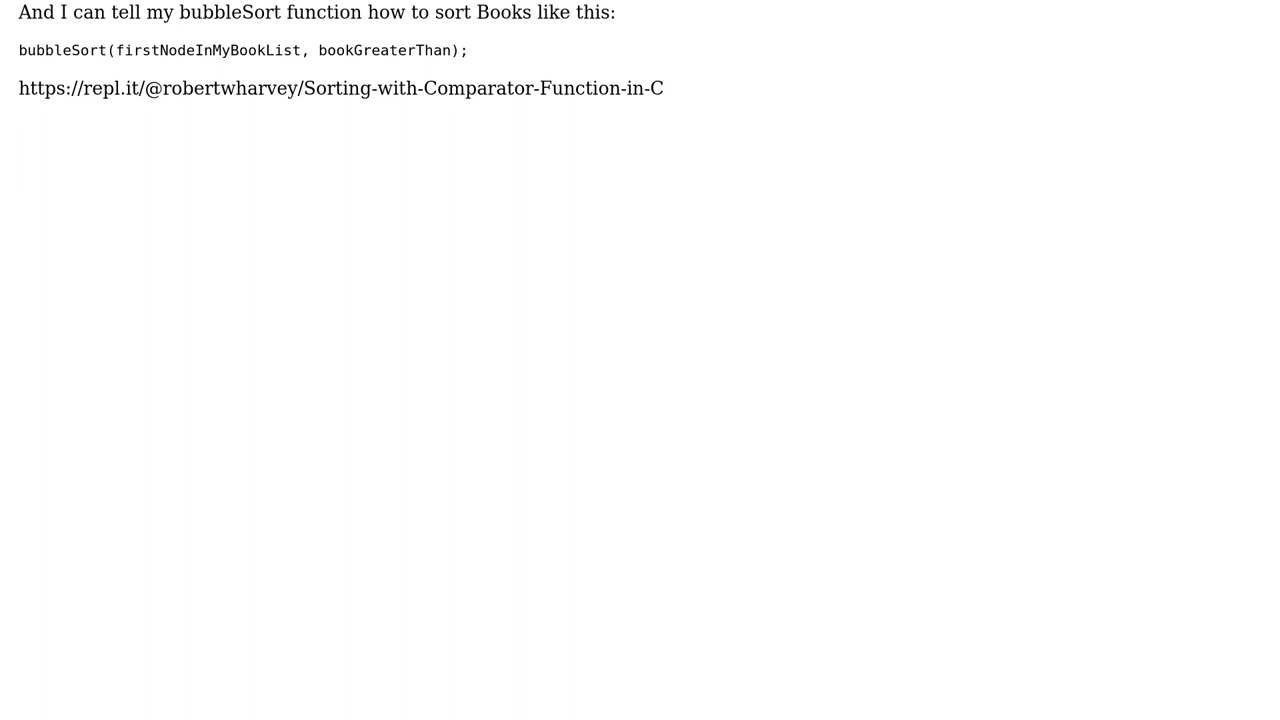 And I can tell my bubbleSort function how to sort Books like this:
bubbleSort(firstNodeInMyBookList, bookGreaterThan);
https://repl.it/@robertwharvey/Sorting-with-Comparator-Function-in-C